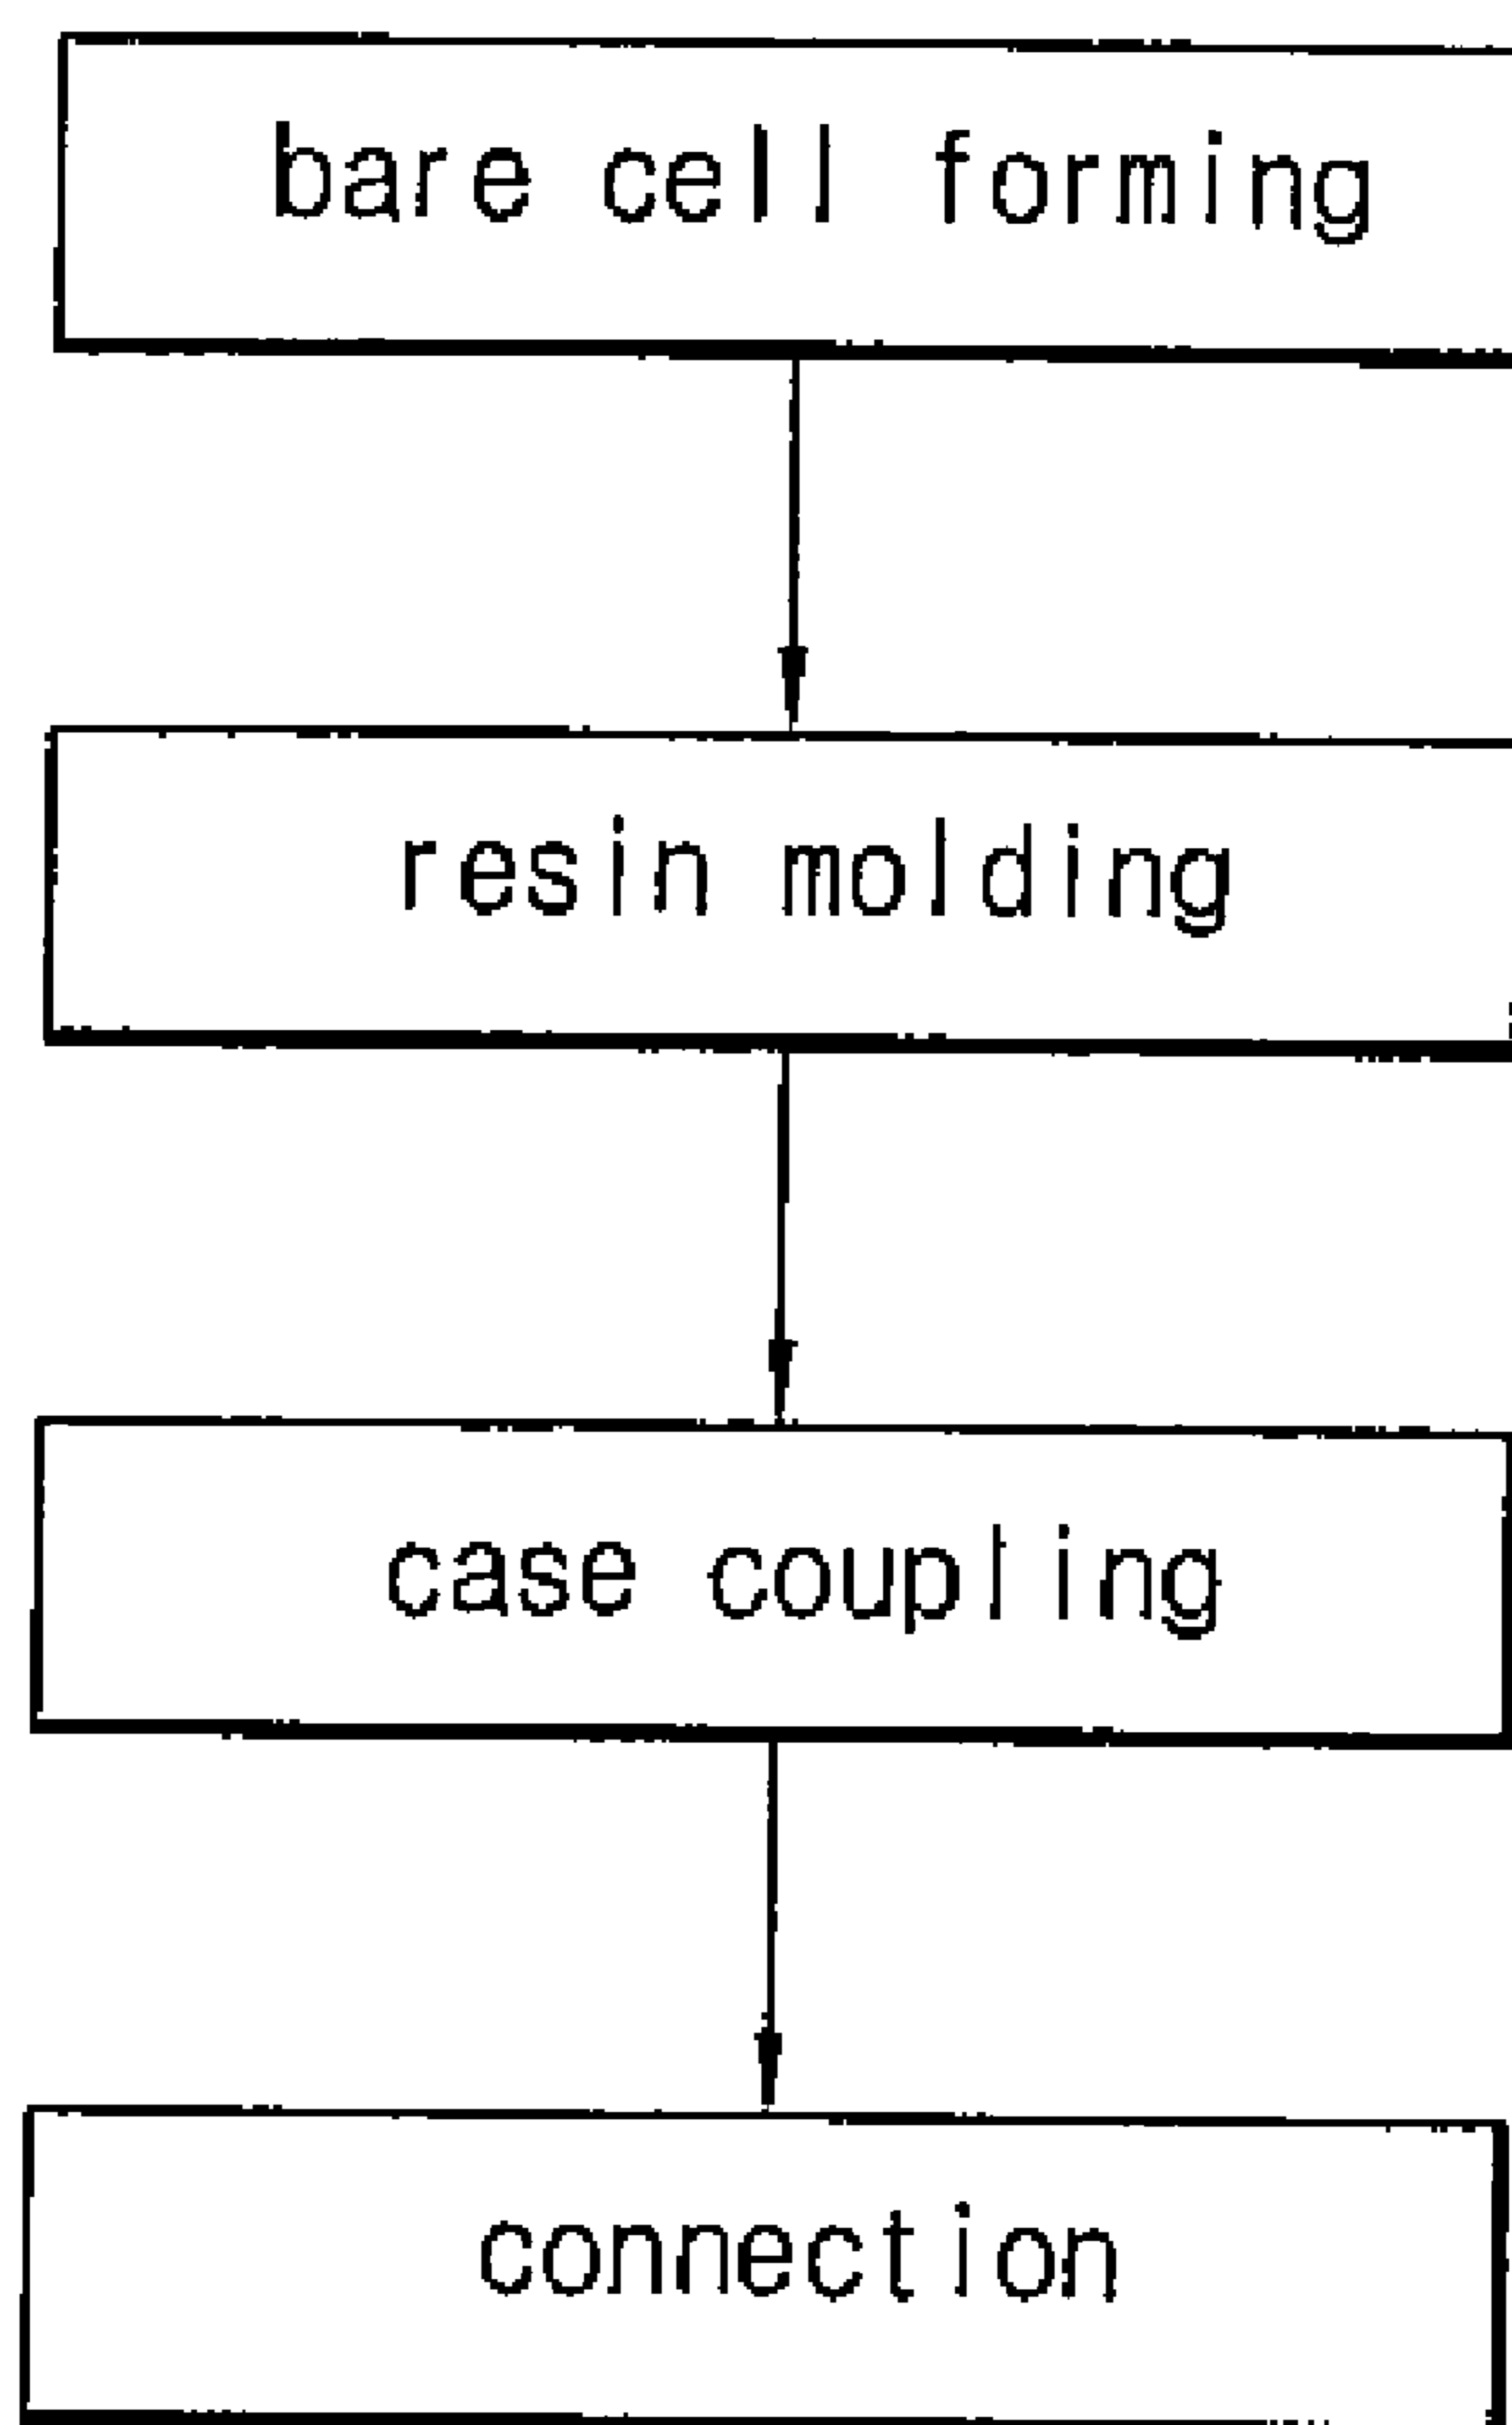 bare cell forming
resin molding
case coupling
connection